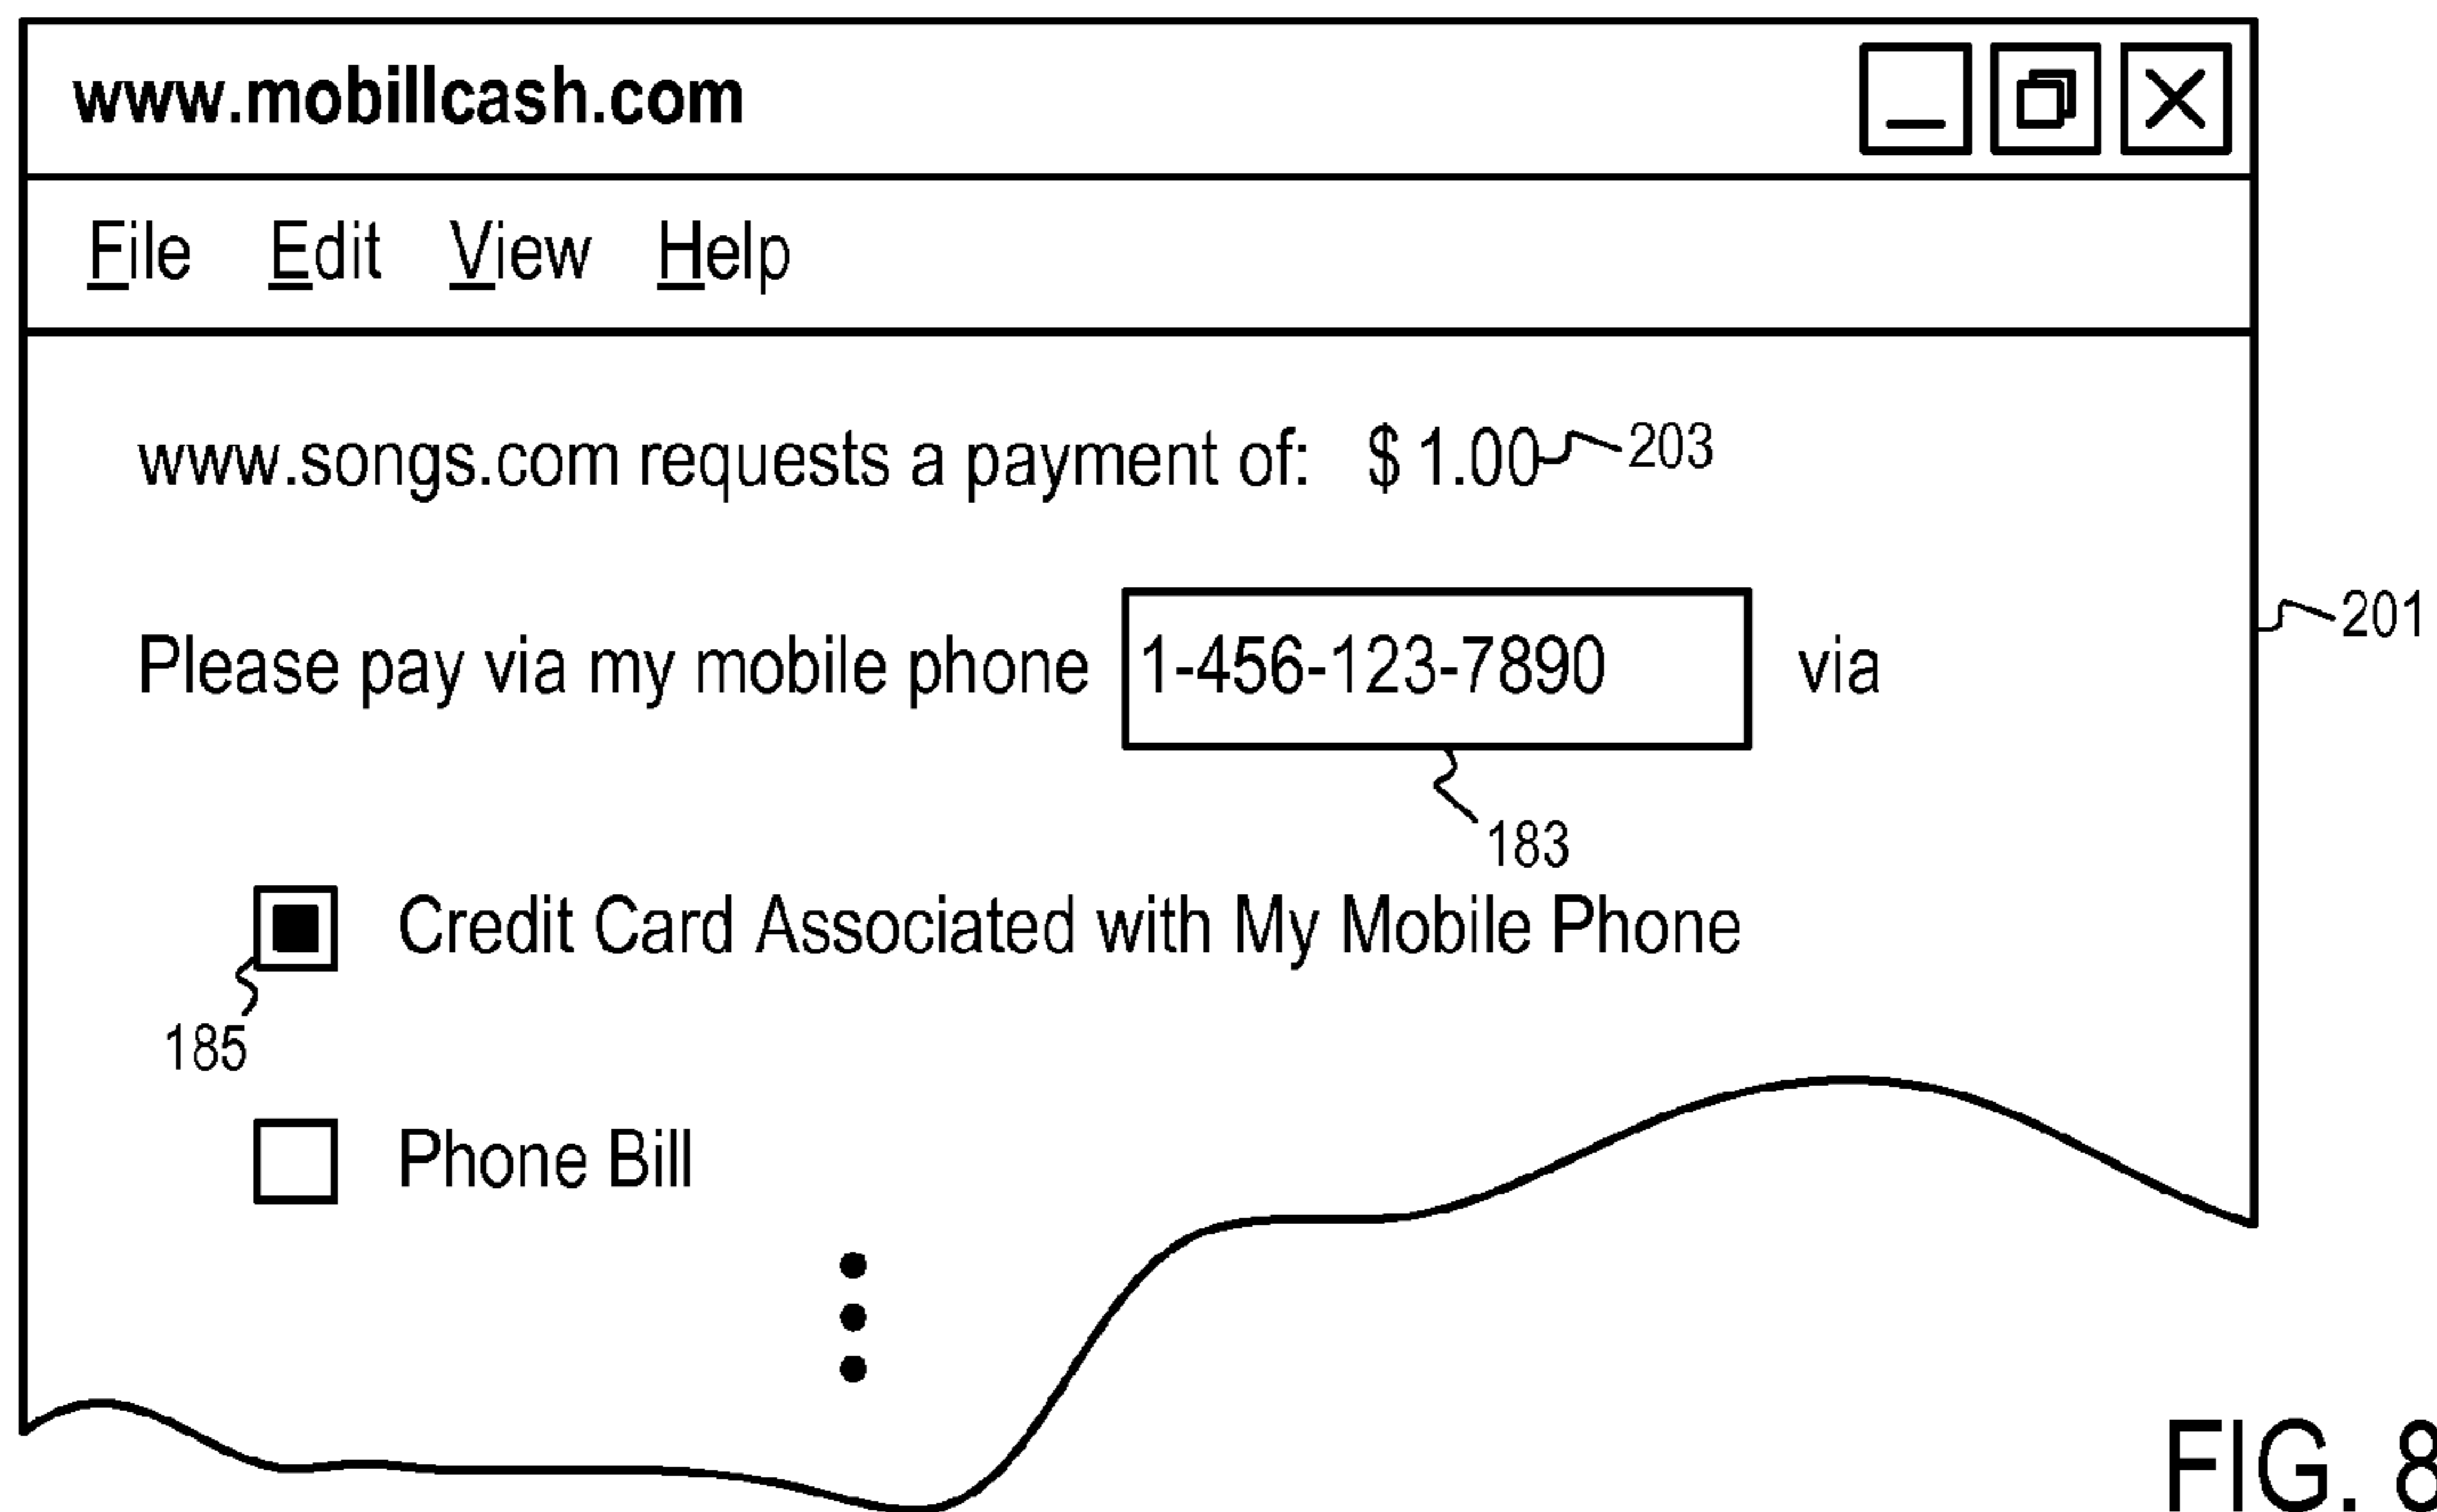 www.mobillcash.com
File Edit View Help
www.songs.com requests a payment of: $ 1.00 203
201
Please pay via my mobile phone 1-456-123-7890 via
183
Credit Card Associated with My Mobile Phone
185
Phone Bill
FIG. 8